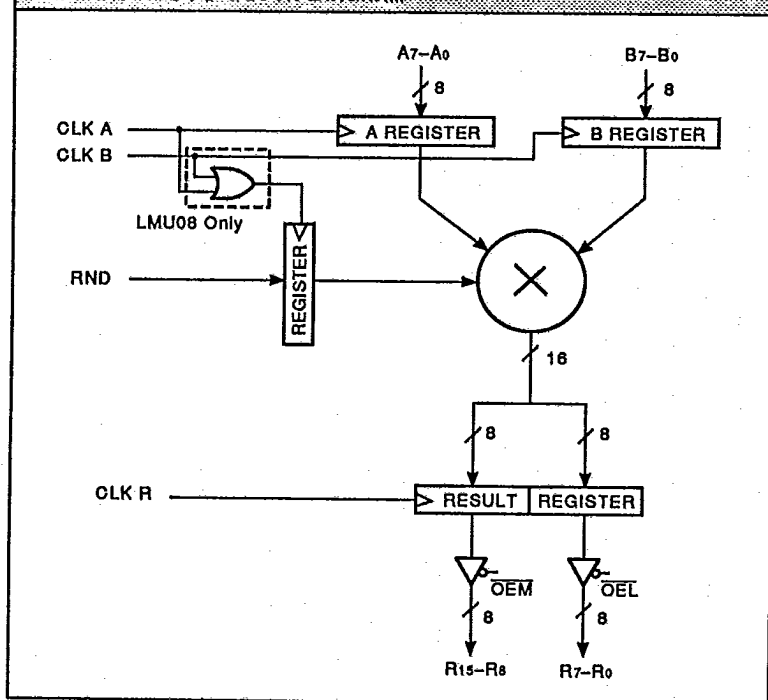 A7–A0
B7–B0
8
8
CLK A
A REGISTER
B REGISTER
CLK B
LMU08 Only
RND
REGISTER
16
8
8
CLK R
RESULT
REGISTER
OEM
OEL
8
8
R15–R8
R7–R0